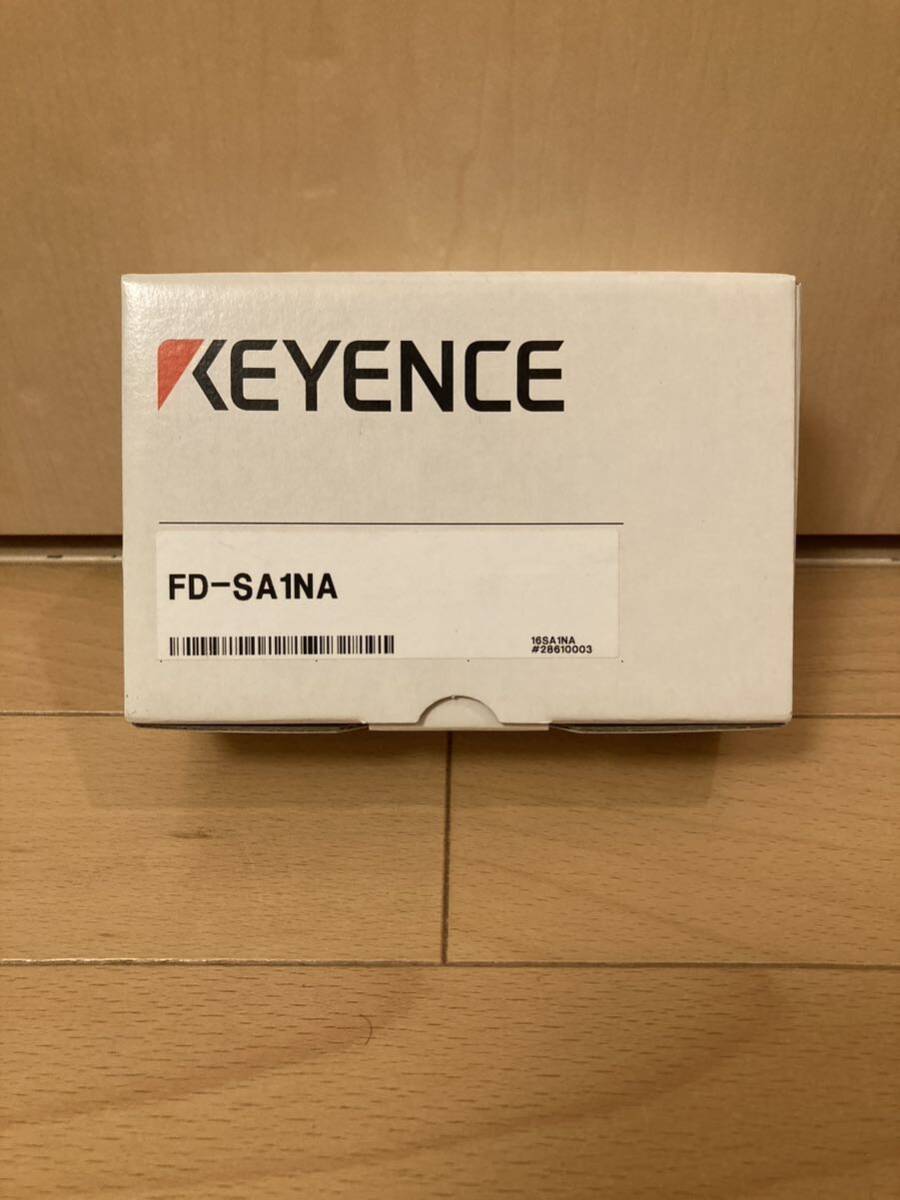 KEYENCE
FD-SA1NA
16SA1NA
#28610003